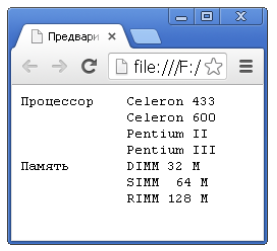 Предвари
file:///F:/
Процессор    Celeron 433
             Celeron 600
             Pentium II
             Pentium III
Память       DIMM 32 M
             SIMM  64 M
             RIMM 128 M